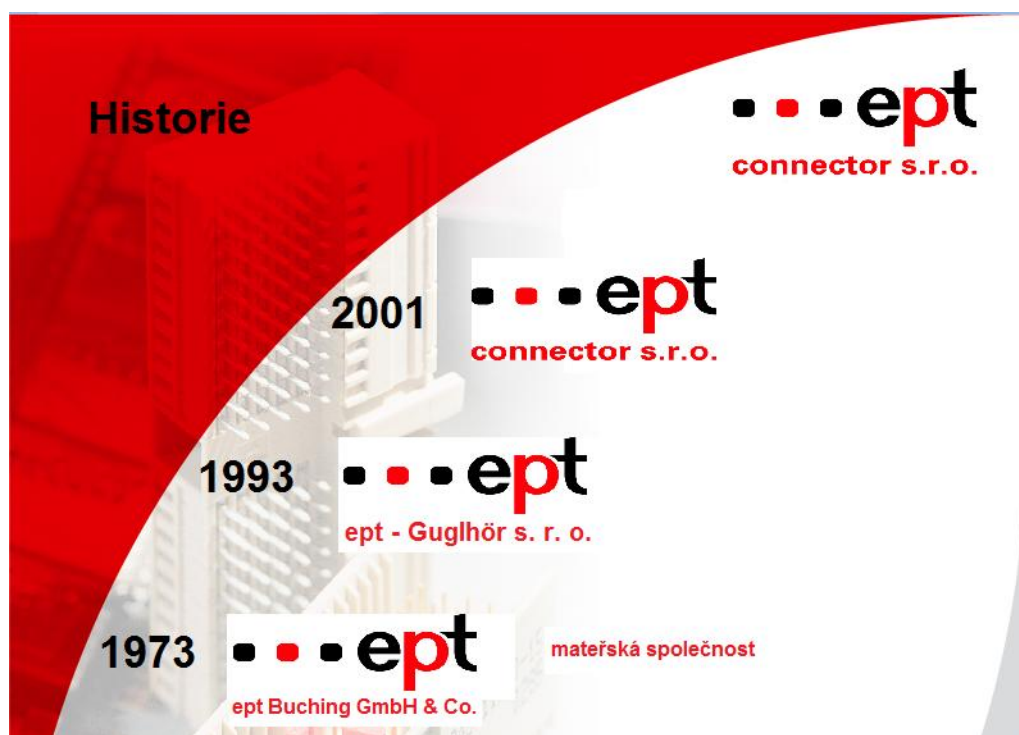 Historie
ept
connector s.r.o.
2001
ept
connector s.r.o.
1993
ept
ept - Guglhör s. r. o.
1973
ept
mateřská společnost
ept Buching GmbH & Co.